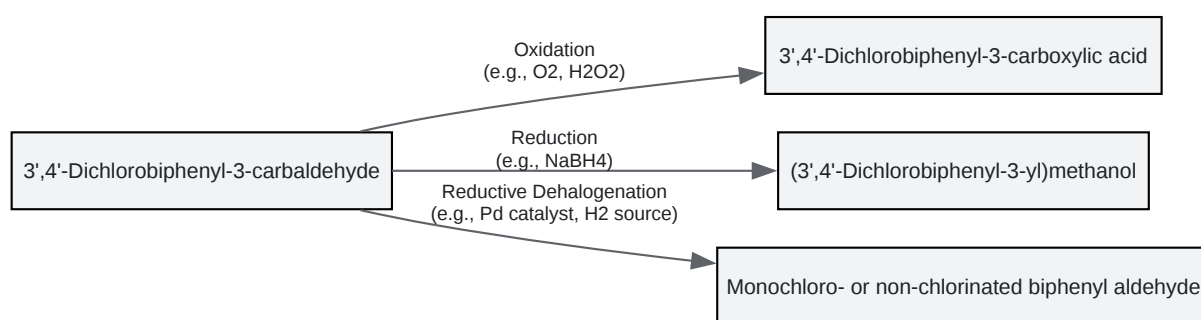 Oxidation
(e.g., O2, H2O2)
3',4'-Dichlorobiphenyl-3-carboxylic acid
3',4'-Dichlorobiphenyl-3-carbaldehyde
Reduction
(e.g., NaBH4)
(3',4'-Dichlorobiphenyl-3-yl)methanol
Reductive Dehalogenation
(e.g., Pd catalyst, H2 source)
Monochloro- or non-chlorinated biphenyl aldehyde